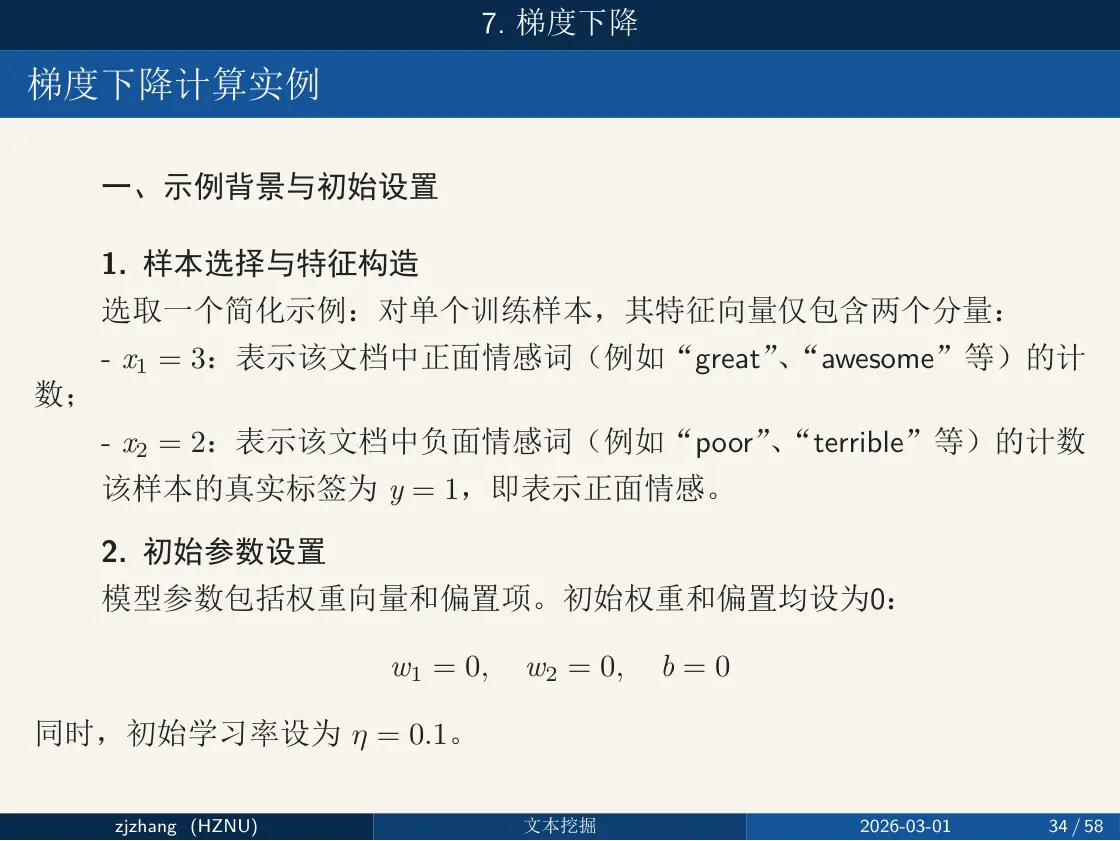 7. 梯度下降
梯度下降计算实例
一、示例背景与初始设置
1. 样本选择与特征构造
选取一个简化示例：对单个训练样本，其特征向量仅包含两个分量：
- x₁ = 3：表示该文档中正面情感词（例如“great”、“awesome”等）的计
数；
- x₂ = 2：表示该文档中负面情感词（例如“poor”、“terrible”等）的计数
该样本的真实标签为 y = 1，即表示正面情感。
2. 初始参数设置
模型参数包括权重向量和偏置项。初始权重和偏置均设为0：
w₁ = 0, w₂ = 0, b = 0
同时，初始学习率设为 η = 0.1。
zjzhang (HZNU) 文本挖掘 2026-03-01 34 / 58